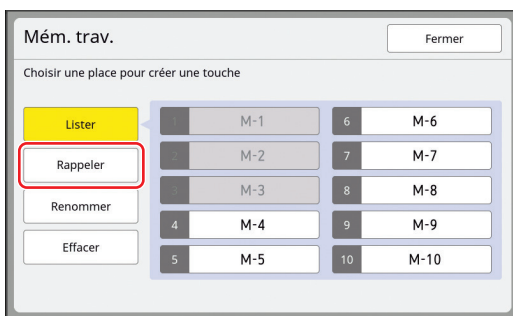 Mém. trav.
Fermer
Choisir une place pour créer une touche
Lister
Rappeler
Renommer
Effacer
1 M-1
2 M-2
3 M-3
4 M-4
5 M-5
6 M-6
7 M-7
8 M-8
9 M-9
10 M-10